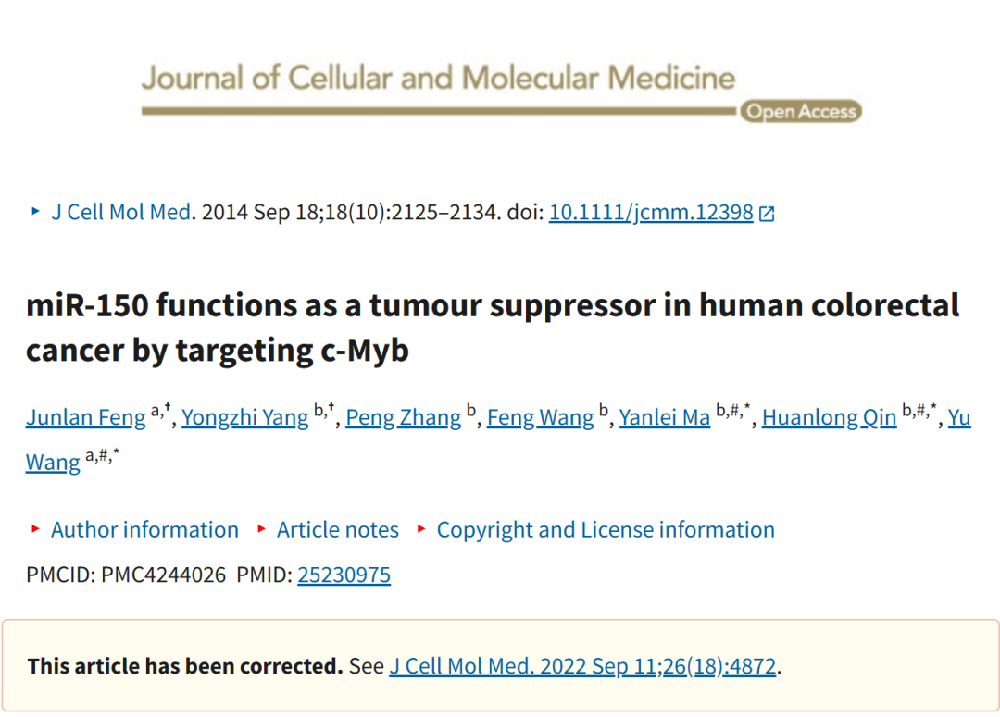 Journal of Cellular and Molecular Medicine
Open Access
J Cell Mol Med. 2014 Sep 18;18(10):2125–2134. doi: 10.1111/jcmm.12398
miR-150 functions as a tumour suppressor in human colorectal
cancer by targeting c-Myb
Junlan Feng a,†, Yongzhi Yang b,†, Peng Zhang b, Feng Wang b, Yanlei Ma b,#,*, Huanlong Qin b,#,*, Yu
Wang a,#,*
Author information Article notes Copyright and License information
PMCID: PMC4244026 PMID: 25230975
This article has been corrected. See J Cell Mol Med. 2022 Sep 11;26(18):4872.